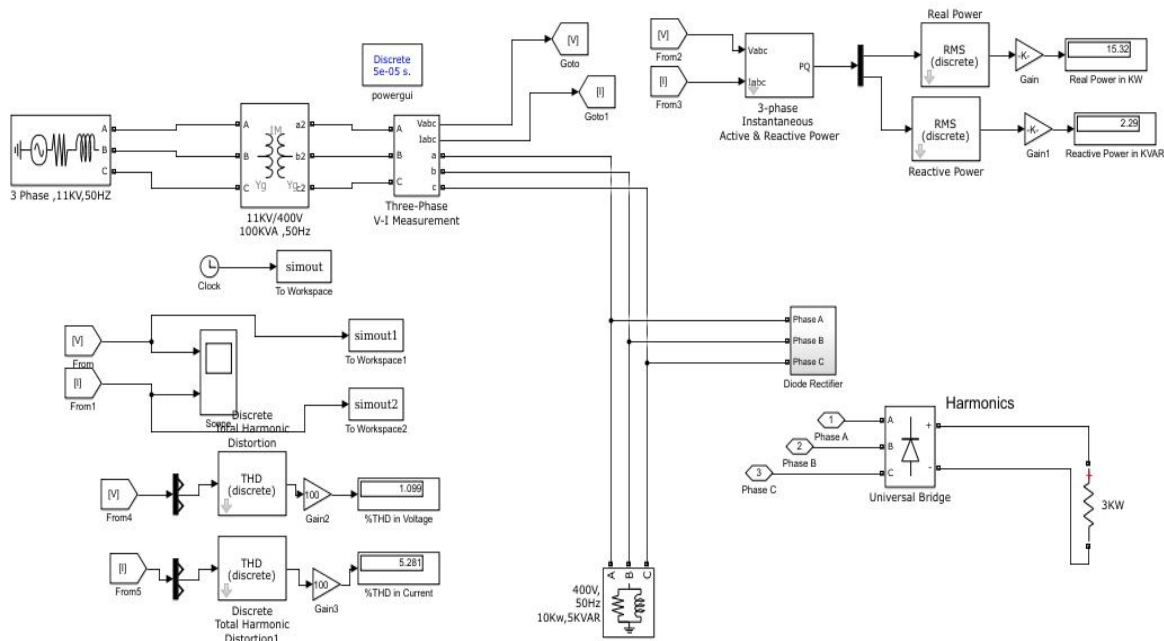 Discrete
5e-05 s.
powergui
A
B
C
3 Phase ,11KV,50HZ
A
B
C
1M
Yg
Yg
a2
b2
c2
11KV/400V
100KVA ,50Hz
A
B
C
Vabc
Iabc
a
b
c
Three-Phase
V-I Measurement
[V]
Goto
[I]
Goto1
[V]
From2
[I]
From3
Vabc
Iabc
PQ
3-phase
Instantaneous
Active & Reactive Power
Real Power
RMS
(discrete)
-K-
Gain
15.32
Real Power in KW
RMS
(discrete)
Reactive Power
-K-
Gain1
2.29
Reactive Power in KVAR
Clock
simout
To Workspace
[V]
From
[I]
From1
Scope
simout1
To Workspace1
simout2
To Workspace2
Discrete
Total Harmonic
Distortion
[V]
From4
THD
(discrete)
100
Gain2
1.099
%THD in Voltage
[I]
From5
THD
(discrete)
100
Gain3
5.281
%THD in Current
Discrete
Total Harmonic
Distortion1
Phase A
Phase B
Phase C
Diode Rectifier
Harmonics
1
Phase A
2
Phase B
3
Phase C
A
B
C
+
-
Universal Bridge
+
3KW
A
B
C
400V,
50Hz
10Kw,5KVAR